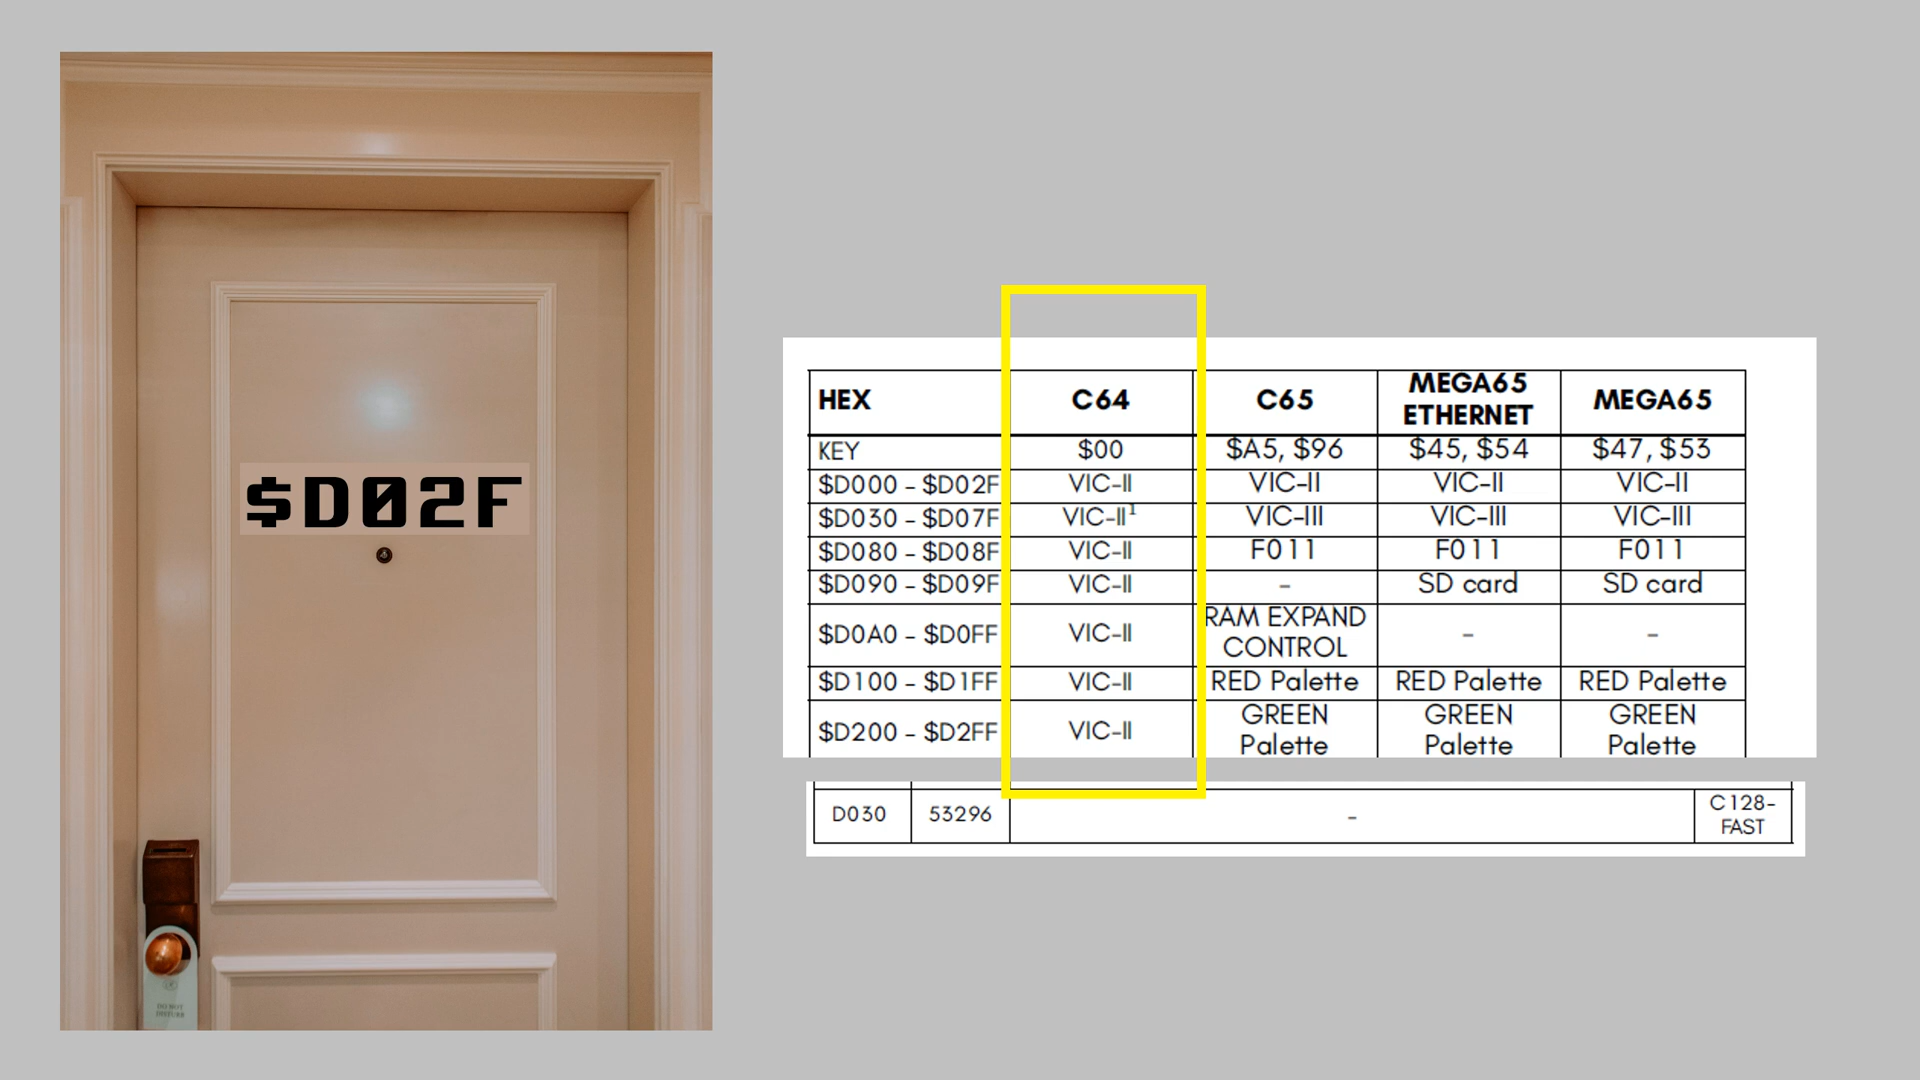 $D02F
DO NOT
DISTURB
HEX C64 C65 MEGA65 ETHERNET MEGA65
KEY $00 $A5, $96 $45, $54 $47, $53
$D000 - $D02F VIC-II VIC-II VIC-II VIC-II
$D030 - $D07F VIC-II¹ VIC-III VIC-III VIC-III
$D080 - $D08F VIC-II F011 F011 F011
$D090 - $D09F VIC-II - SD card SD card
$D0A0 - $D0FF VIC-II RAM EXPAND CONTROL - -
$D100 - $D1FF VIC-II RED Palette RED Palette RED Palette
$D200 - $D2FF VIC-II GREEN Palette GREEN Palette GREEN Palette
D030 53296 - C128-FAST